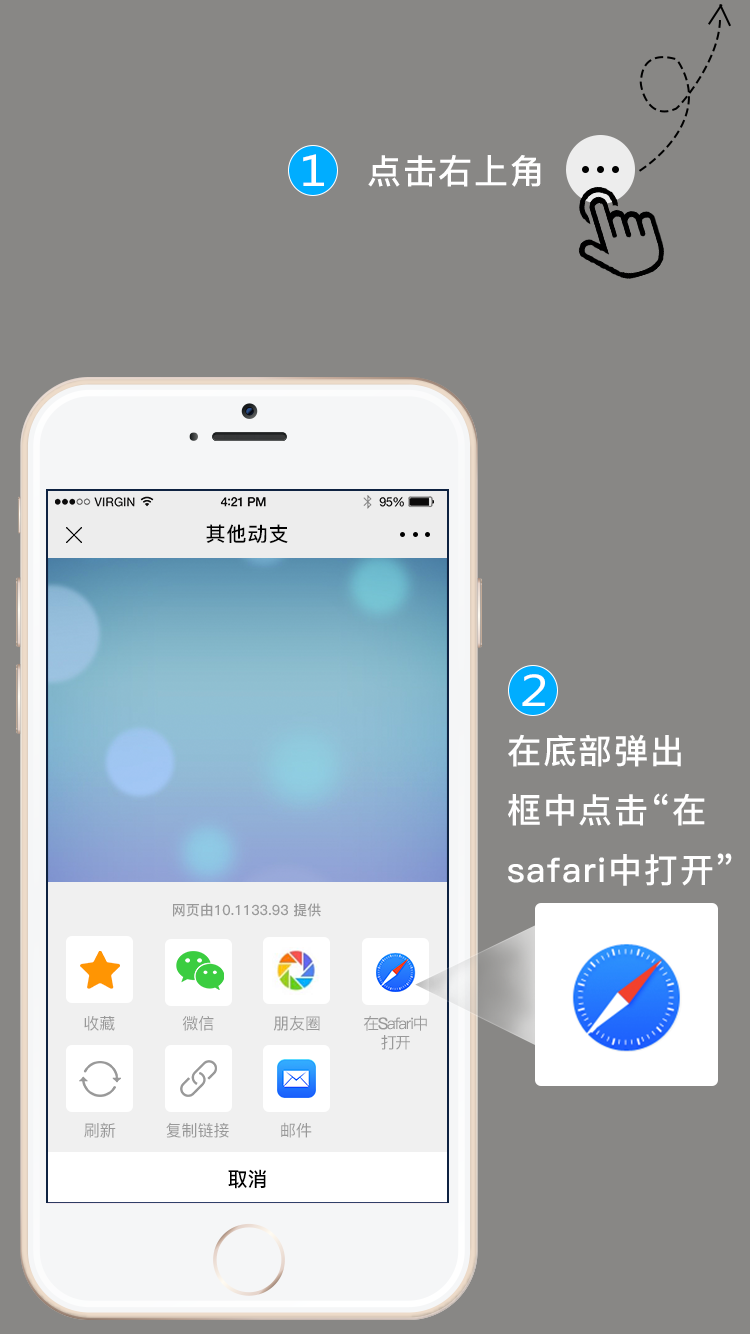 1 点击右上角
VIRGIN 4:21 PM 95%
其他动支
2
在底部弹出
框中点击“在
safari中打开”
网页由10.1133.93 提供
收藏 微信 朋友圈 在Safari中
打开
刷新 复制链接 邮件
取消